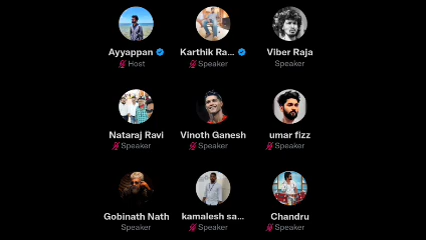 Ayyappan Karthik Ra... Viber Raja
Host Speaker Speaker
Nataraj Ravi Vinoth Ganesh umar fizz
Speaker Speaker Speaker
Gobinath Nath kamalesh sa... Chandru
Speaker Speaker Speaker